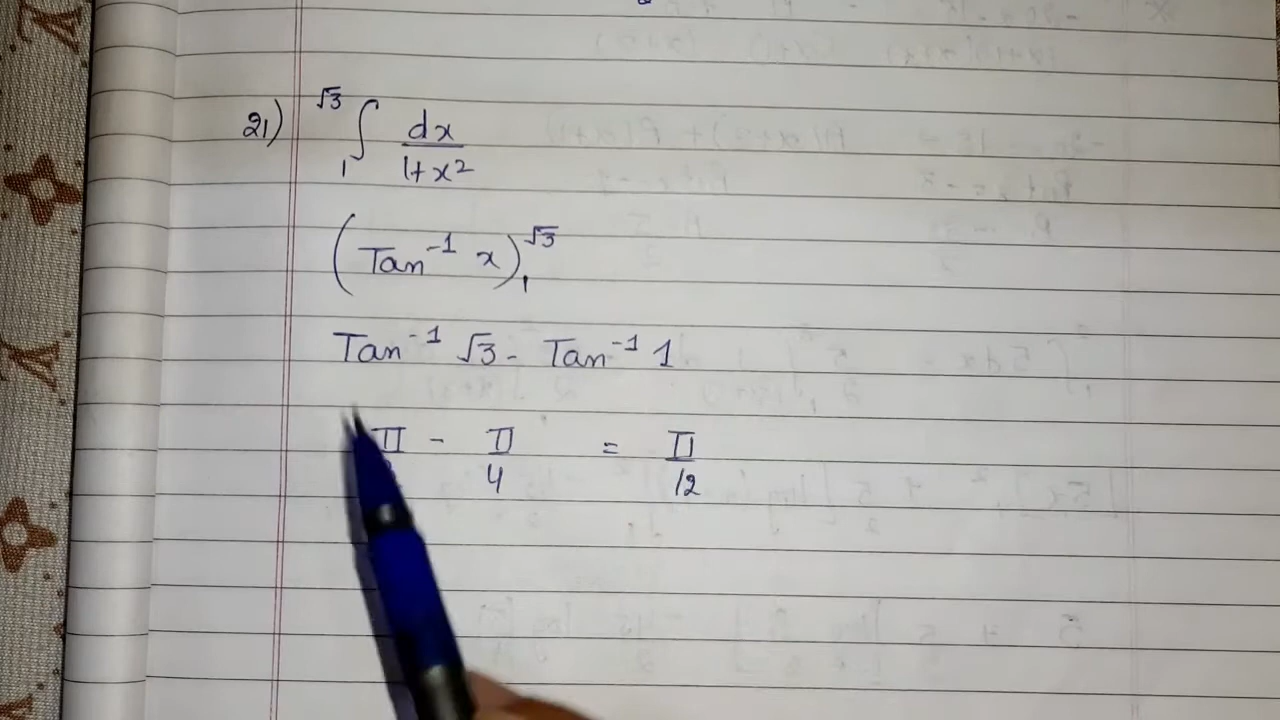 21) √3 ∫ 1 dx / 1+x²
(Tan⁻¹ x) √3 1
Tan⁻¹ √3 - Tan⁻¹ 1
π - π/4 = π/12